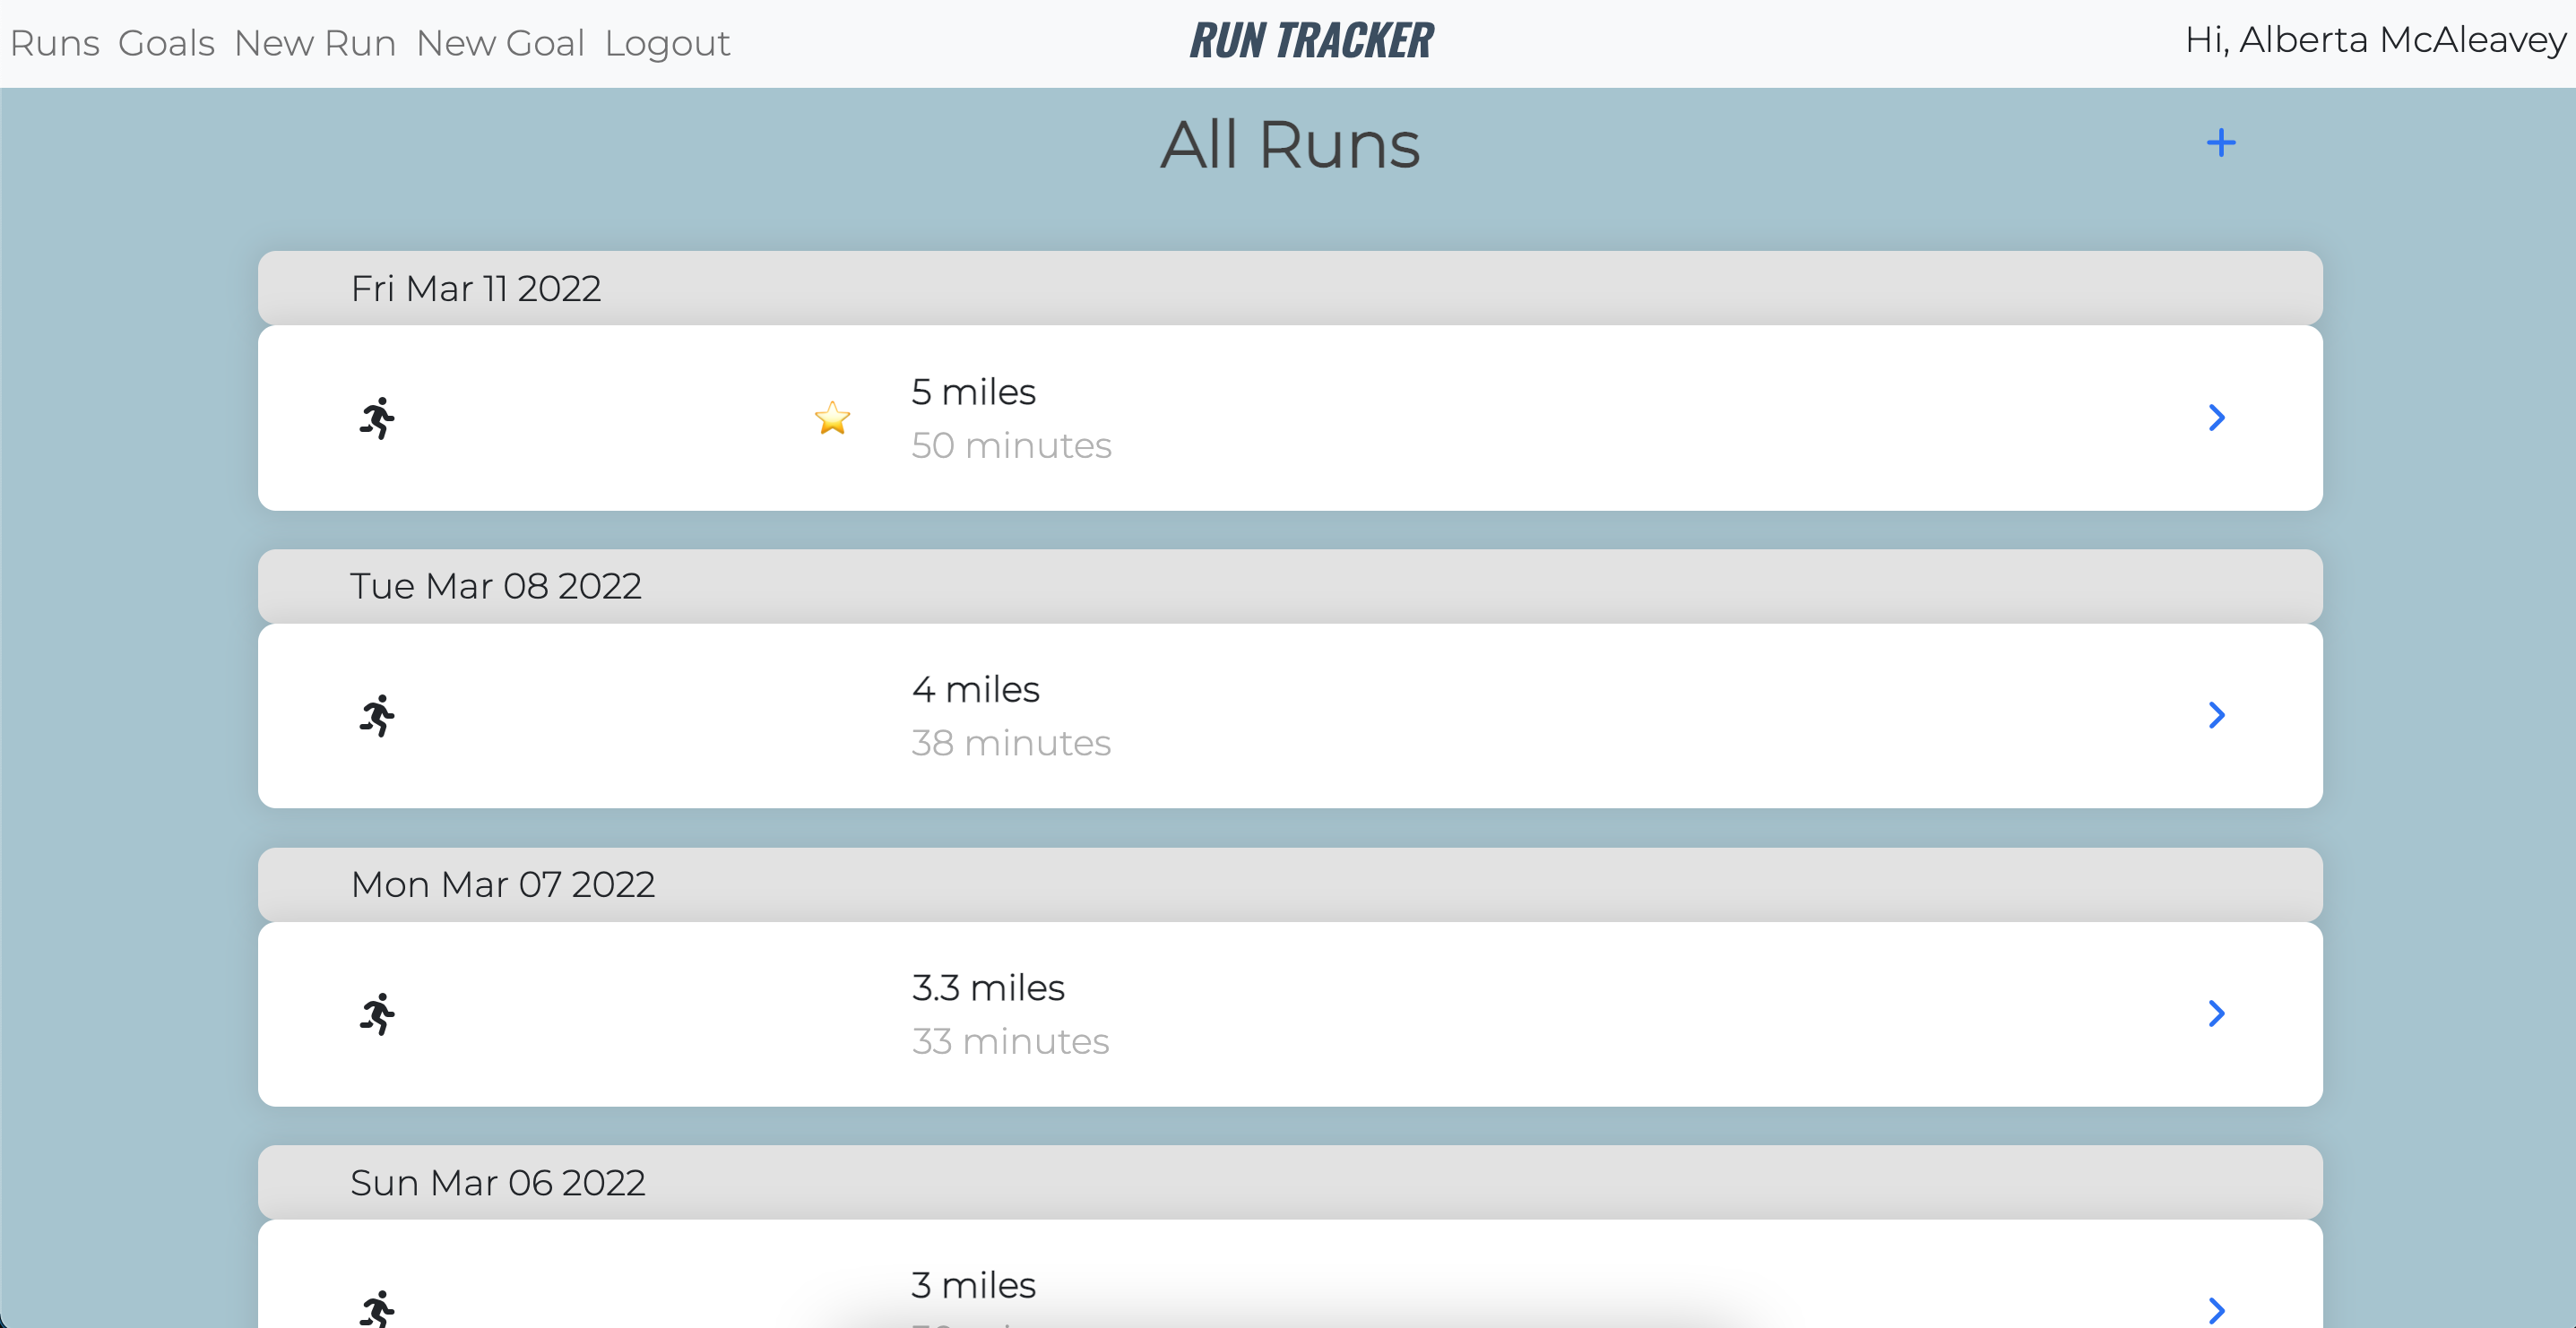 Runs Goals New Run New Goal Logout
RUN TRACKER
Hi, Alberta McAleavey
All Runs
Fri Mar 11 2022
5 miles
50 minutes
Tue Mar 08 2022
4 miles
38 minutes
Mon Mar 07 2022
3.3 miles
33 minutes
Sun Mar 06 2022
3 miles